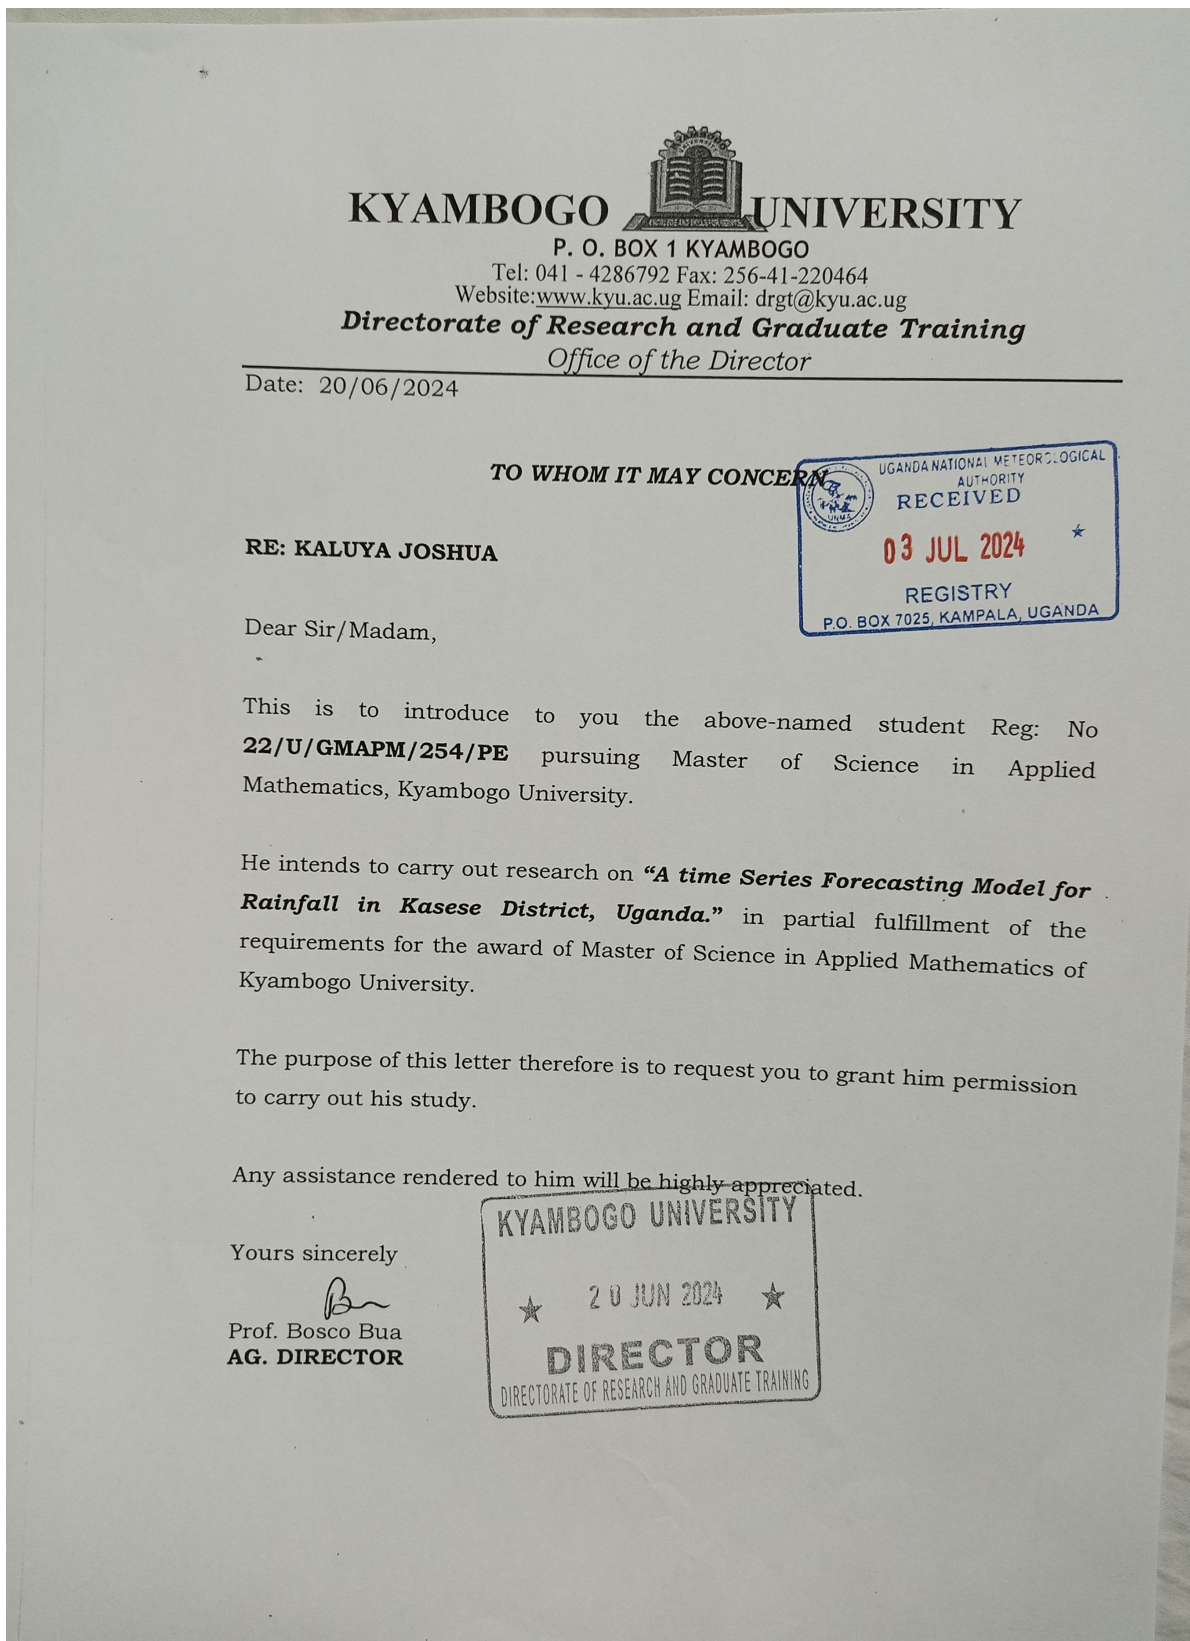 KYAMBOGO UNIVERSITY
P. O. BOX 1 KYAMBOGO
Tel: 041 - 4286792 Fax: 256-41-220464
Website:www.kyu.ac.ug Email: drgt@kyu.ac.ug
Directorate of Research and Graduate Training
Office of the Director
Date: 20/06/2024
TO WHOM IT MAY CONCERN
UGANDA NATIONAL METEOROLOGICAL
AUTHORITY
RECEIVED
03 JUL 2024
REGISTRY
P.O. BOX 7025, KAMPALA, UGANDA
UNMA
RE: KALUYA JOSHUA
Dear Sir/Madam,
This is to introduce to you the above-named student Reg: No
22/U/GMAPM/254/PE pursuing Master of Science in Applied
Mathematics, Kyambogo University.
He intends to carry out research on “A time Series Forecasting Model for
Rainfall in Kasese District, Uganda.” in partial fulfillment of the
requirements for the award of Master of Science in Applied Mathematics of
Kyambogo University.
The purpose of this letter therefore is to request you to grant him permission
to carry out his study.
Any assistance rendered to him will be highly appreciated.
Yours sincerely
Prof. Bosco Bua
AG. DIRECTOR
KYAMBOGO UNIVERSITY
20 JUN 2024
DIRECTOR
DIRECTORATE OF RESEARCH AND GRADUATE TRAINING